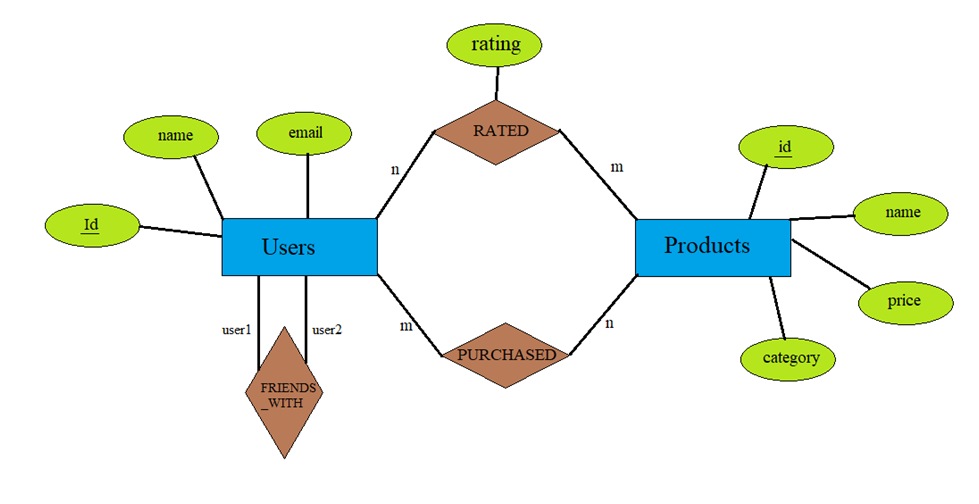 rating
RATED
name
email
id
n
m
Id
name
Users
Products
price
user1
user2
m
n
PURCHASED
category
FRIENDS
_WITH